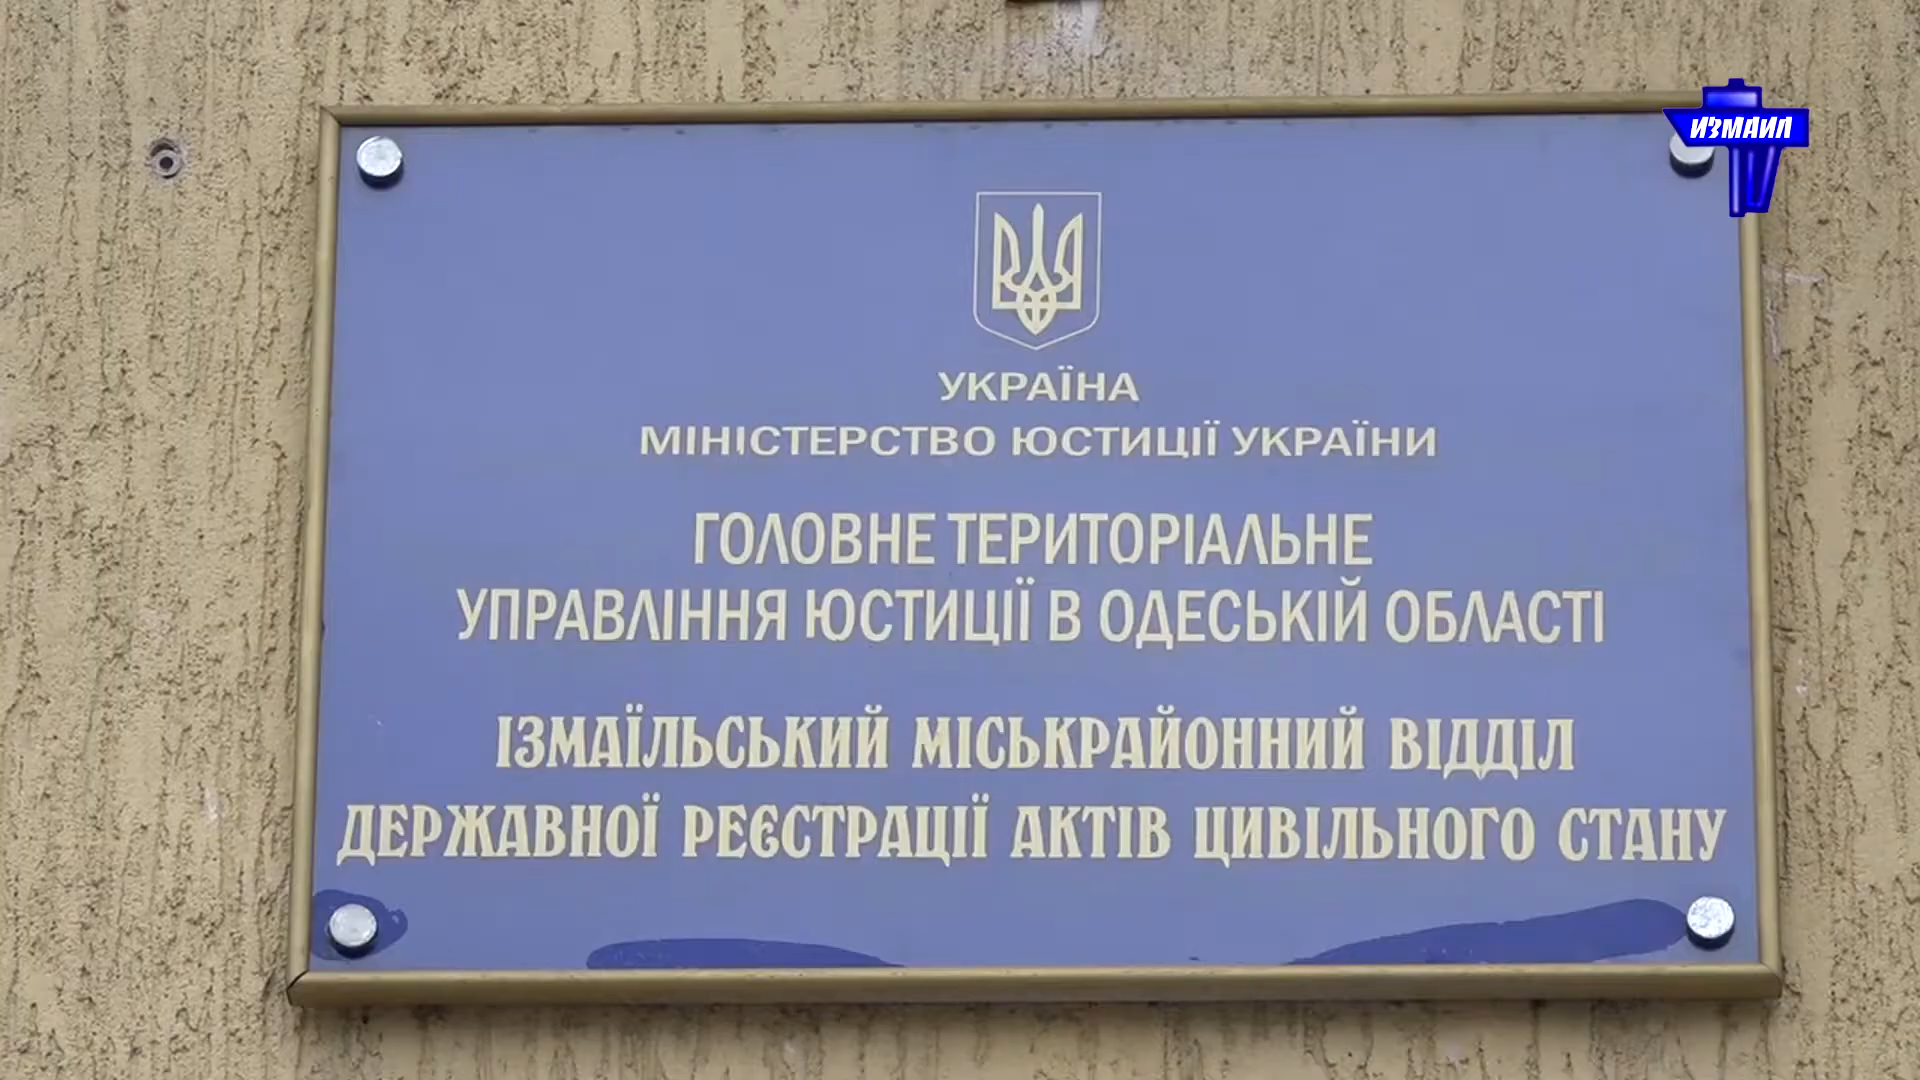 ИЗМАИЛ
УКРАЇНА
МІНІСТЕРСТВО ЮСТИЦІЇ УКРАЇНИ
ГОЛОВНЕ ТЕРИТОРІАЛЬНЕ
УПРАВЛІННЯ ЮСТИЦІЇ В ОДЕСЬКІЙ ОБЛАСТІ
ІЗМАЇЛЬСЬКИЙ МІСЬКРАЙОННИЙ ВІДДІЛ
ДЕРЖАВНОЇ РЕЄСТРАЦІЇ АКТІВ ЦИВІЛЬНОГО СТАНУ